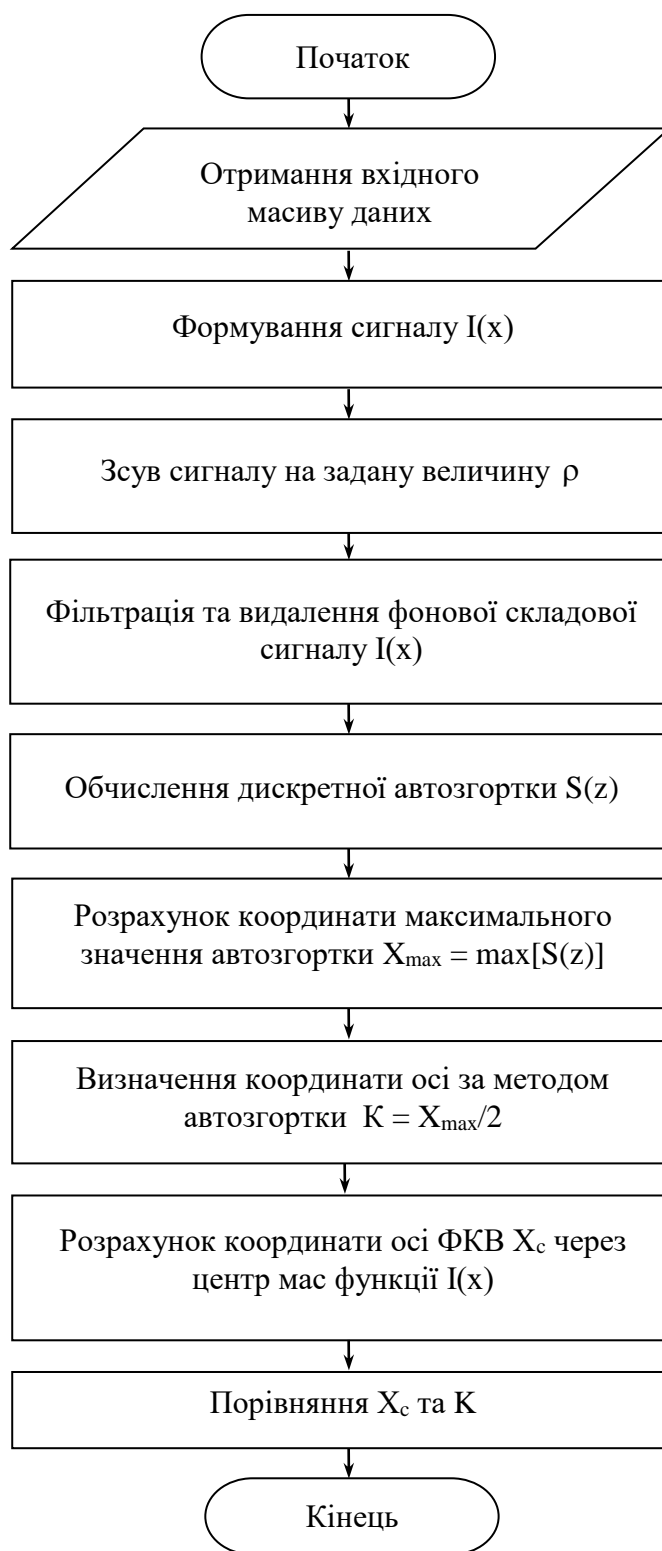 Початок
Отримання вхідного
масиву даних
Формування сигналу I(x)
Зсув сигналу на задану величину ρ
Фільтрація та видалення фонової складової
сигналу I(x)
Обчислення дискретної автозгортки S(z)
Розрахунок координати максимального
значення автозгортки Xmax = max[S(z)]
Визначення координати осі за методом
автозгортки К = Xmax/2
Розрахунок координати осі ФКВ Xc через
центр мас функції I(x)
Порівняння Xc та K
Кінець